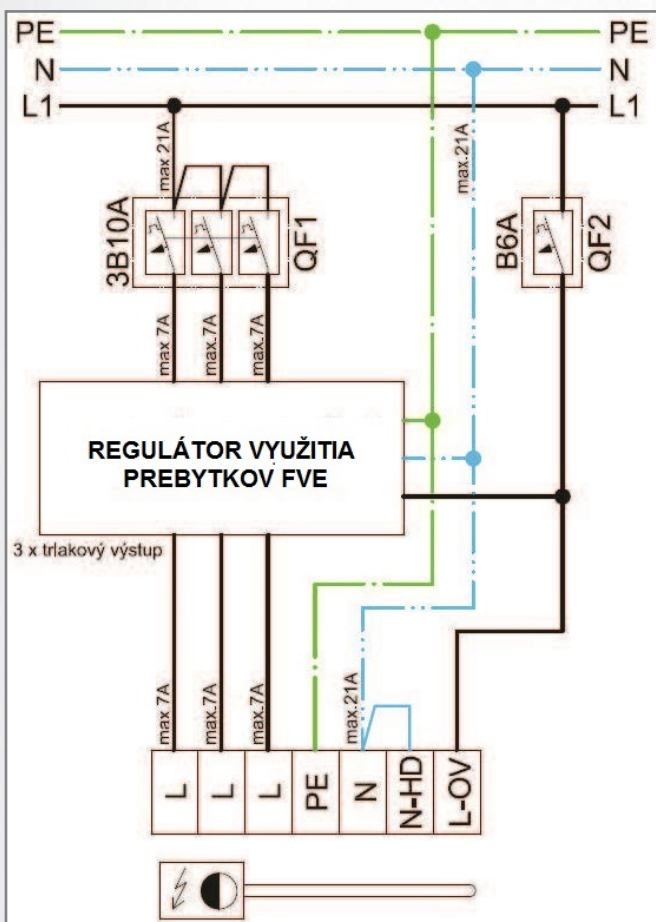 PE PE
N N
L1 L1
max.21A
max.21A
3B10A
QF1
B6A
QF2
max.7A
max.7A
max.7A
REGULÁTOR VYUŽITIA
PREBYTKOV FVE
3 x trlakový výstup
max.7A
max.7A
max.7A
max.21A
L
L
L
PE
N
N-HD
L-OV